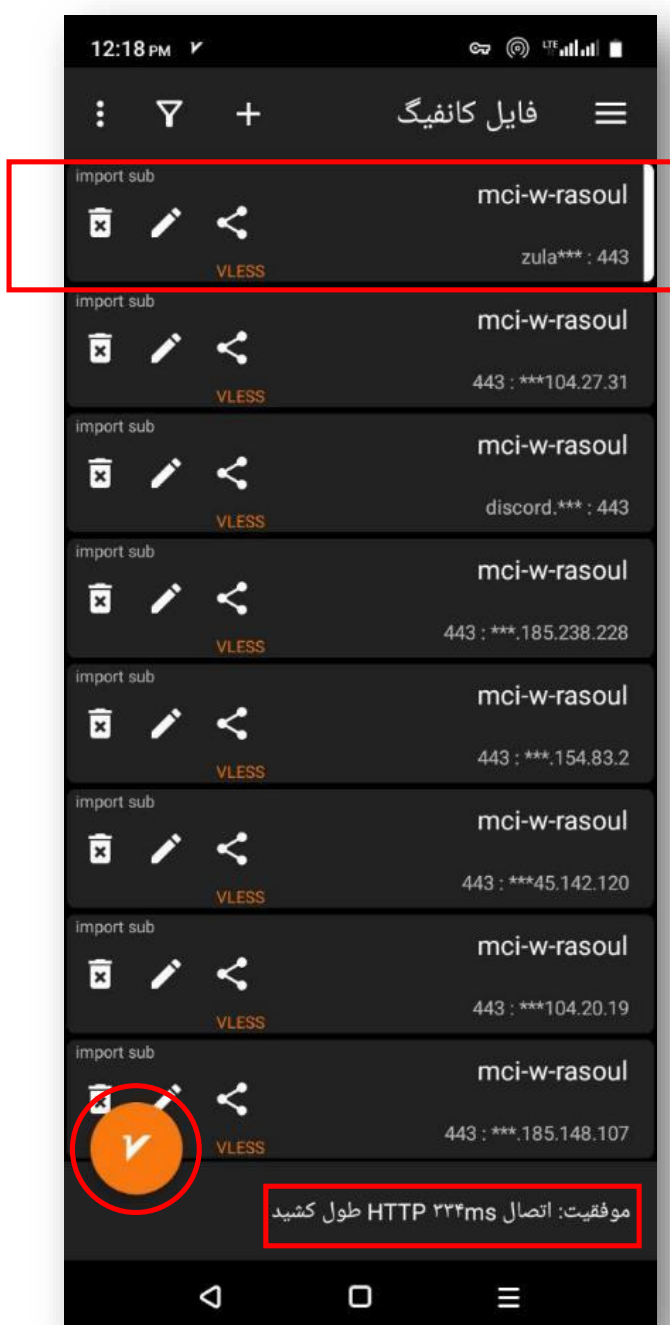 12:18 PM
LTE
فایل کانفیگ
import sub
mci-w-rasoul
zula*** : 443
VLESS
import sub
mci-w-rasoul
443 : ***104.27.31
VLESS
import sub
mci-w-rasoul
discord.*** : 443
VLESS
import sub
mci-w-rasoul
443 : ***.185.238.228
VLESS
import sub
mci-w-rasoul
443 : ***.154.83.2
VLESS
import sub
mci-w-rasoul
443 : ***45.142.120
VLESS
import sub
mci-w-rasoul
443 : ***104.20.19
VLESS
import sub
mci-w-rasoul
443 : ***.185.148.107
VLESS
موفقیت: اتصال HTTP ۲۳۴ms طول کشید